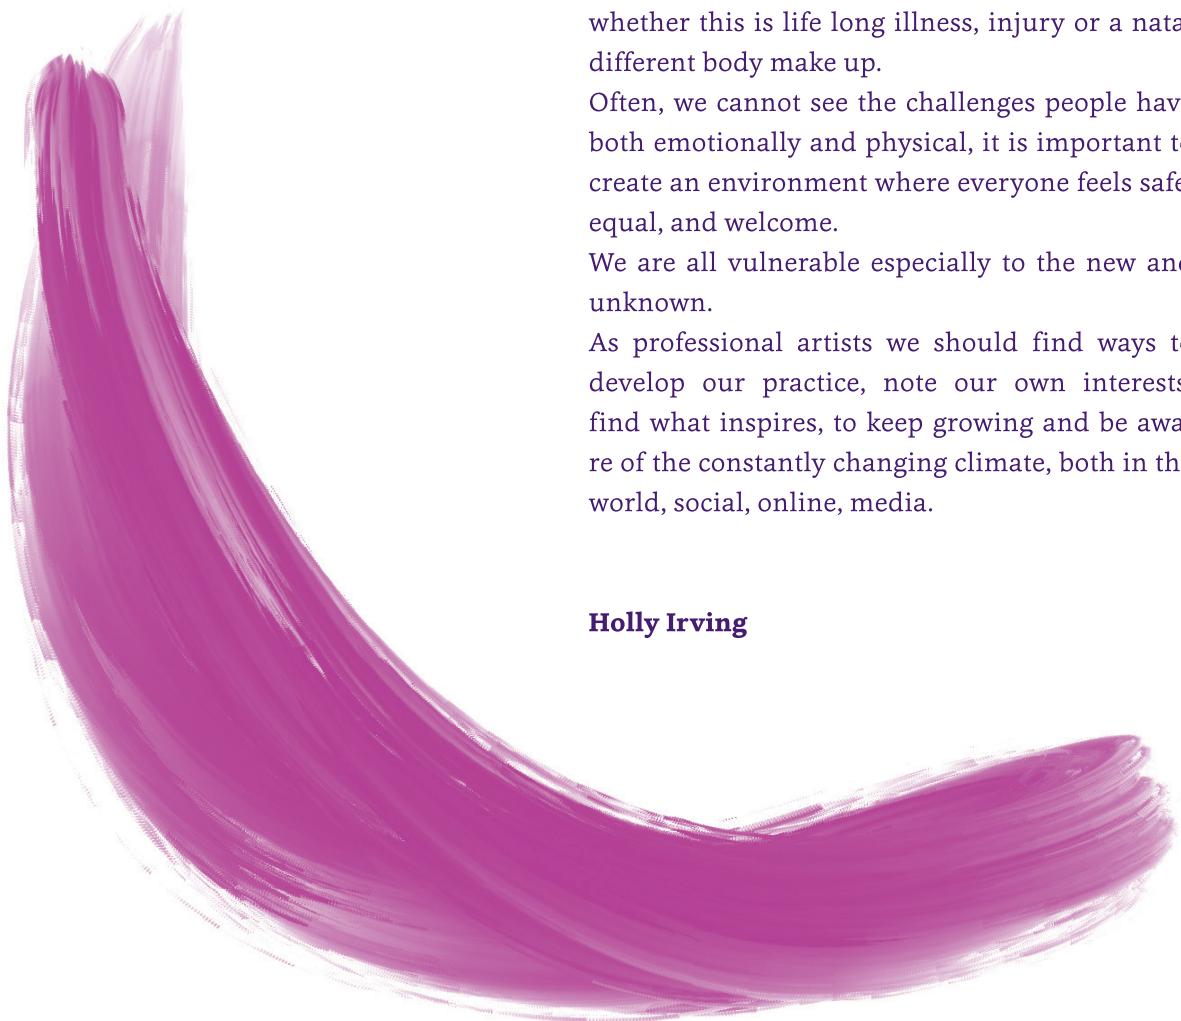 whether this is life long illness, injury or a nata
different body make up.
Often, we cannot see the challenges people hav
both emotionally and physical, it is important t
create an environment where everyone feels safe
equal, and welcome.
We are all vulnerable especially to the new and
unknown.
As professional artists we should find ways t
develop our practice, note our own interests
find what inspires, to keep growing and be awa
re of the constantly changing climate, both in th
world, social, online, media.
Holly Irving